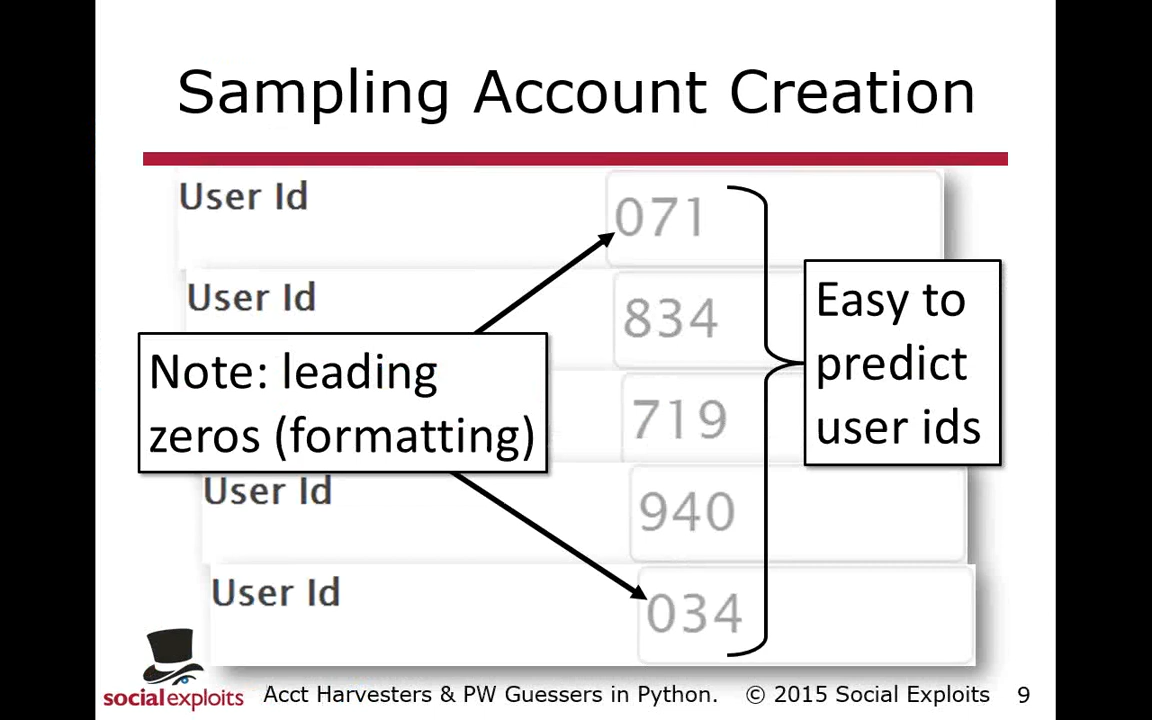 Sampling Account Creation
User Id
071
User Id
834
Note: leading
zeros (formatting)
719
Easy to
predict
user ids
User Id
940
User Id
034
socialexploits
Acct Harvesters & PW Guessers in Python. © 2015 Social Exploits 9